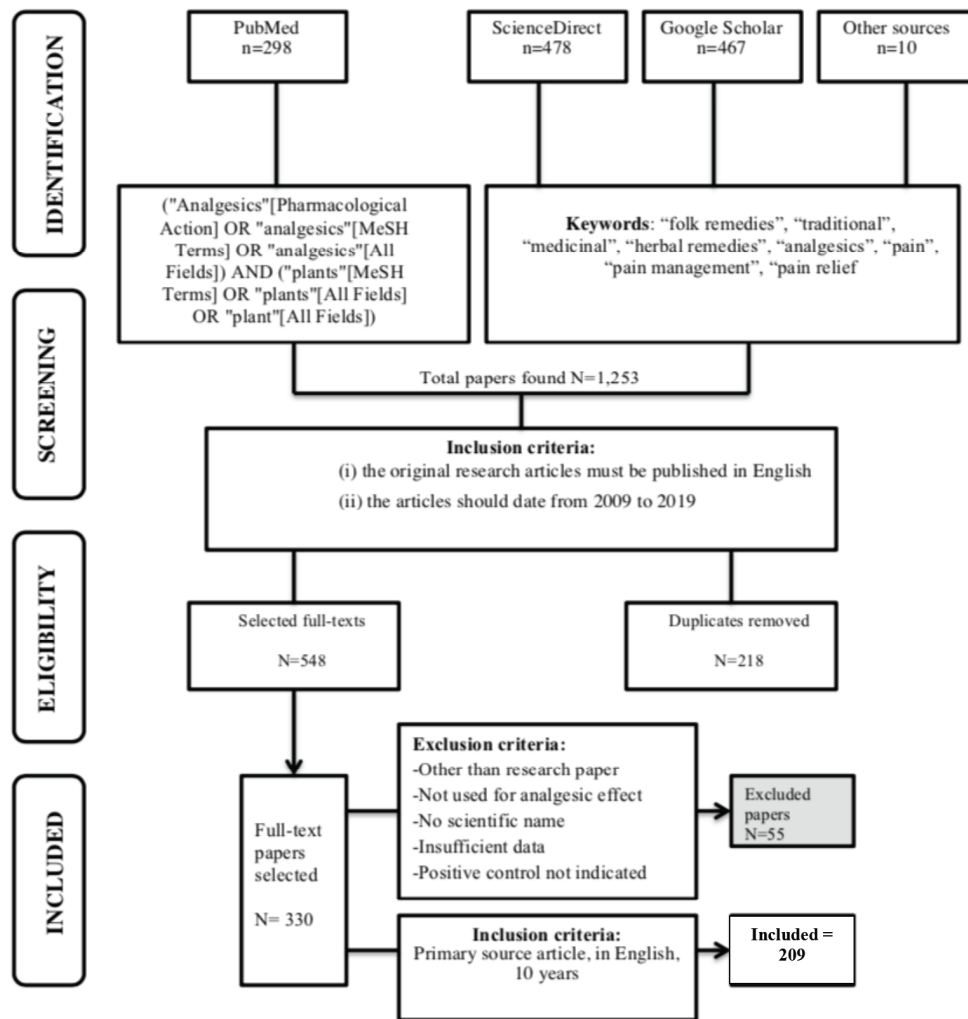 IDENTIFICATION
PubMed
n=298
ScienceDirect
n=478
Google Scholar
n=467
Other sources
n=10
("Analgesics"[Pharmacological
Action] OR "analgesics"[MeSH
Terms] OR "analgesics"[All
Fields]) AND ("plants"[MeSH
Terms] OR "plants"[All Fields]
OR "plant"[All Fields])
Keywords: “folk remedies”, “traditional”,
“medicinal”, “herbal remedies”, “analgesics”, “pain”,
“pain management”, “pain relief
SCREENING
Total papers found N=1,253
Inclusion criteria:
(i) the original research articles must be published in English
(ii) the articles should date from 2009 to 2019
ELIGIBILITY
Selected full-texts
N=548
Duplicates removed
N=218
INCLUDED
Full-text
papers
selected
N= 330
Exclusion criteria:
-Other than research paper
-Not used for analgesic effect
-No scientific name
-Insufficient data
-Positive control not indicated
Excluded
papers
N=55
Inclusion criteria:
Primary source article, in English,
10 years
Included =
209